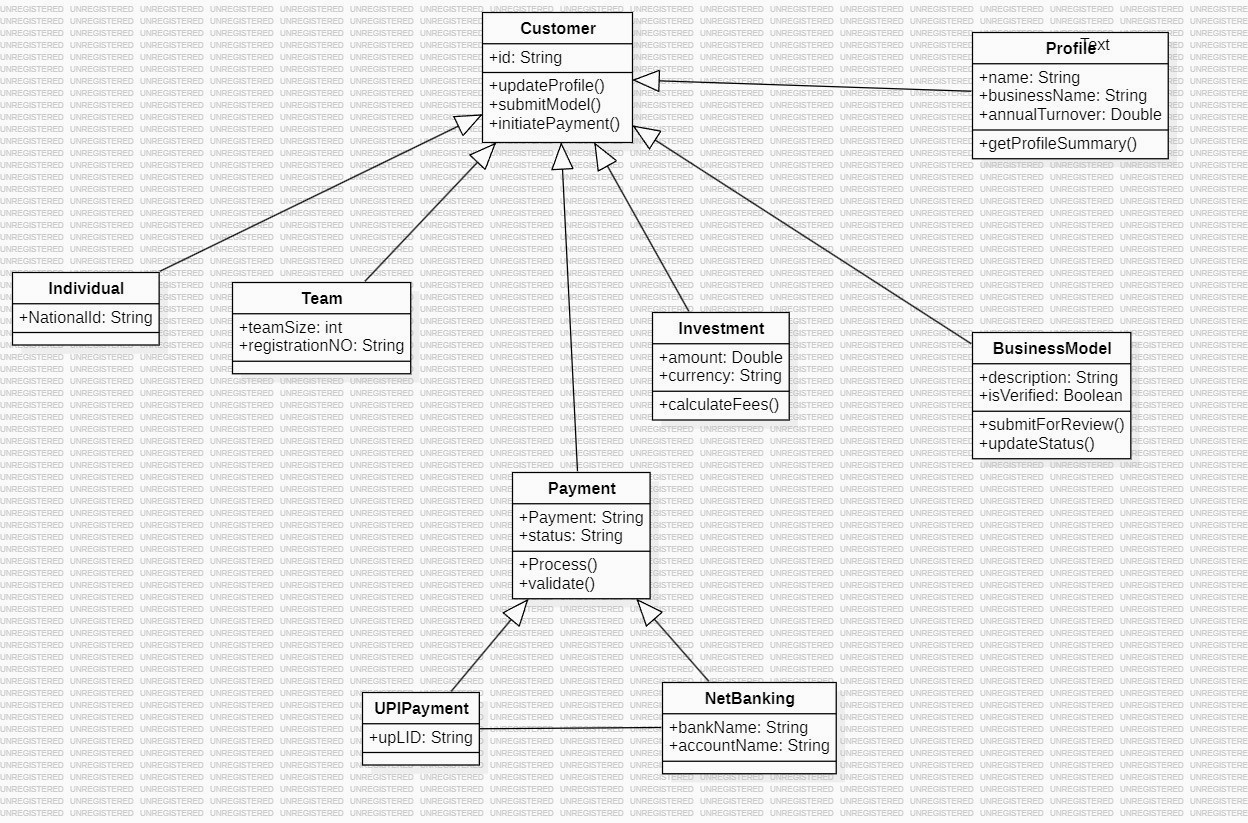 Customer
+id: String
+updateProfile()
+submitModel()
+initiatePayment()
Profile
Text
+name: String
+businessName: String
+annualTurnover: Double
+getProfileSummary()
Individual
+NationalId: String
Team
+teamSize: int
+registrationNO: String
Investment
+amount: Double
+currency: String
+calculateFees()
BusinessModel
+description: String
+isVerified: Boolean
+submitForReview()
+updateStatus()
Payment
+Payment: String
+status: String
+Process()
+validate()
UPIPayment
+upLID: String
NetBanking
+bankName: String
+accountName: String
UNREGISTERED